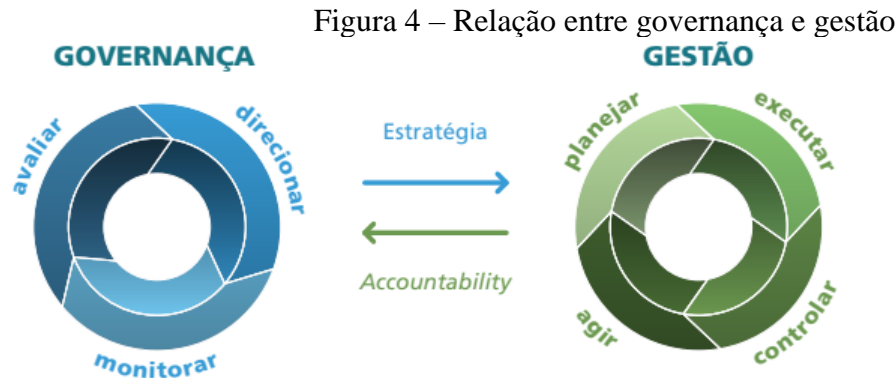 Figura 4 – Relação entre governança e gestão
GOVERNANÇA
avaliar
direcionar
monitorar
Estratégia
Accountability
GESTÃO
planejar
executar
controlar
agir